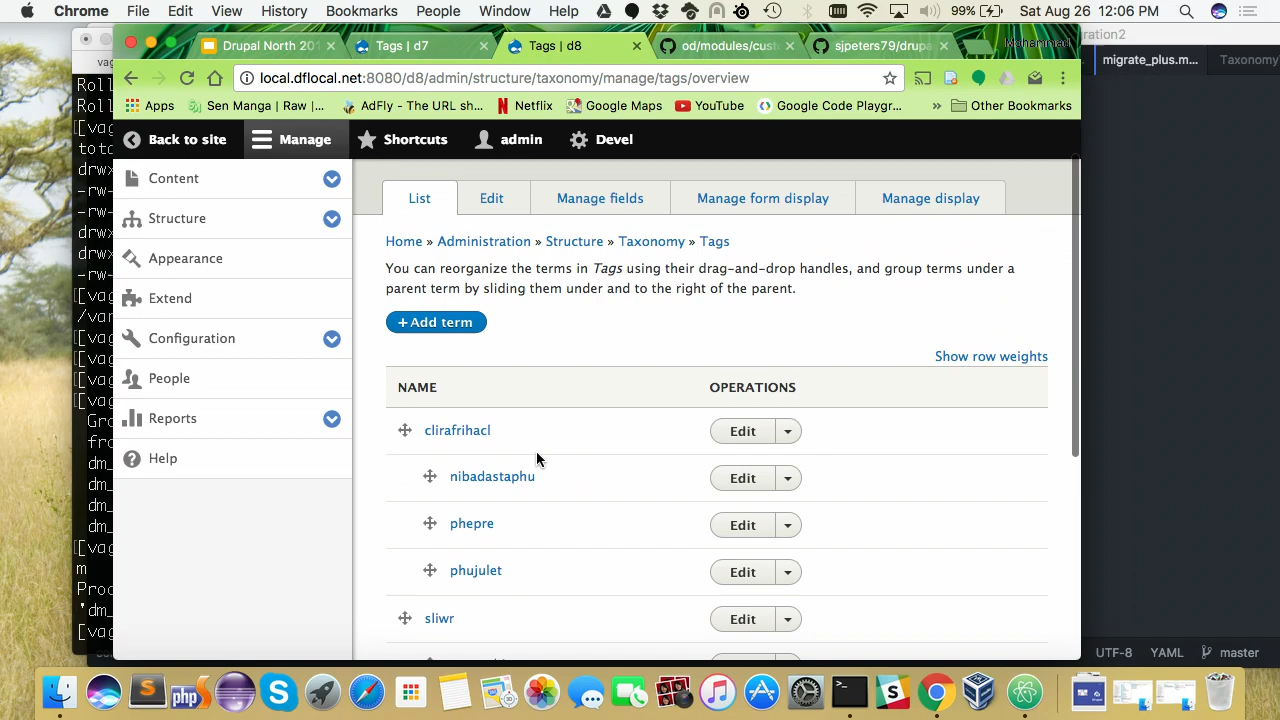 Chrome File Edit View History Bookmarks People Window Help 99% Sat Aug 26 12:06 PM
Drupal North 201 Tags | d7 Tags | d8 od/modules/cust sjpeters79/drupa Mohammad
local.dflocal.net:8080/d8/admin/structure/taxonomy/manage/tags/overview
Apps Sen Manga | Raw |... AdFly - The URL sh... Netflix Google Maps YouTube Google Code Playgr... » Other Bookmarks
migrate_plus.m... Taxonomy
Back to site Manage Shortcuts admin Devel
Content
Structure
Appearance
Extend
Configuration
People
Reports
Help
List Edit Manage fields Manage form display Manage display
Home » Administration » Structure » Taxonomy » Tags
You can reorganize the terms in Tags using their drag-and-drop handles, and group terms under a
parent term by sliding them under and to the right of the parent.
+ Add term
Show row weights
NAME OPERATIONS
clirafrihacl Edit
nibadastaphu Edit
phepre Edit
phujulet Edit
sliwr Edit
UTF-8 YAML master